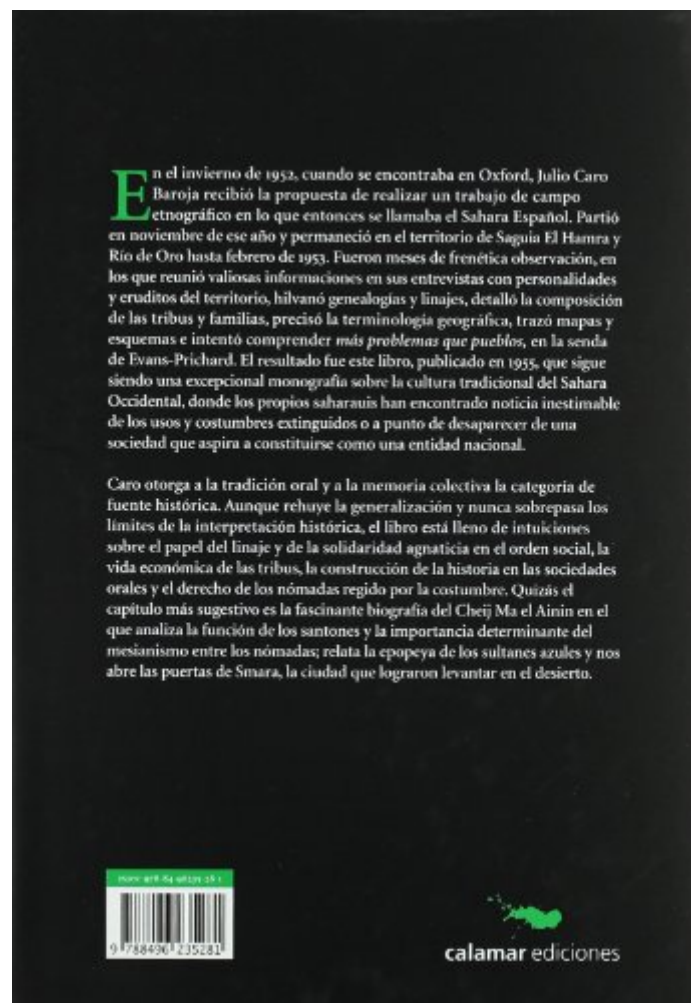 En el invierno de 1952, cuando se encontraba en Oxford, Julio Caro
Baroja recibió la propuesta de realizar un trabajo de campo
etnográfico en lo que entonces se llamaba el Sahara Español. Partió
en noviembre de ese año y permaneció en el territorio de Saguia El Hamra y
Río de Oro hasta febrero de 1953. Fueron meses de frenética observación, en
los que reunió valiosas informaciones en sus entrevistas con personalidades
y eruditos del territorio, hilvanó genealogías y linajes, detalló la composición
de las tribus y familias, precisó la terminología geográfica, trazó mapas y
esquemas e intentó comprender más problemas que pueblos, en la senda
de Evans-Prichard. El resultado fue este libro, publicado en 1955, que sigue
siendo una excepcional monografía sobre la cultura tradicional del Sahara
Occidental, donde los propios saharauis han encontrado noticia inestimable
de los usos y costumbres extinguidos o a punto de desaparecer de una
sociedad que aspira a constituirse como una entidad nacional.
Caro otorga a la tradición oral y a la memoria colectiva la categoría de
fuente histórica. Aunque rehuye la generalización y nunca sobrepasa los
límites de la interpretación histórica, el libro está lleno de intuiciones
sobre el papel del linaje y de la solidaridad agnaticia en el orden social, la
vida económica de las tribus, la construcción de la historia en las sociedades
orales y el derecho de los nómadas regido por la costumbre. Quizás el
capítulo más sugestivo es la fascinante biografía del Cheij Ma el Ainin en el
que analiza la función de los santones y la importancia determinante del
mesianismo entre los nómadas; relata la epopeya de los sultanes azules y nos
abre las puertas de Smara, la ciudad que lograron levantar en el desierto.
ISBN: 978-84-96235-28-1
9 788496 235281
calamar ediciones